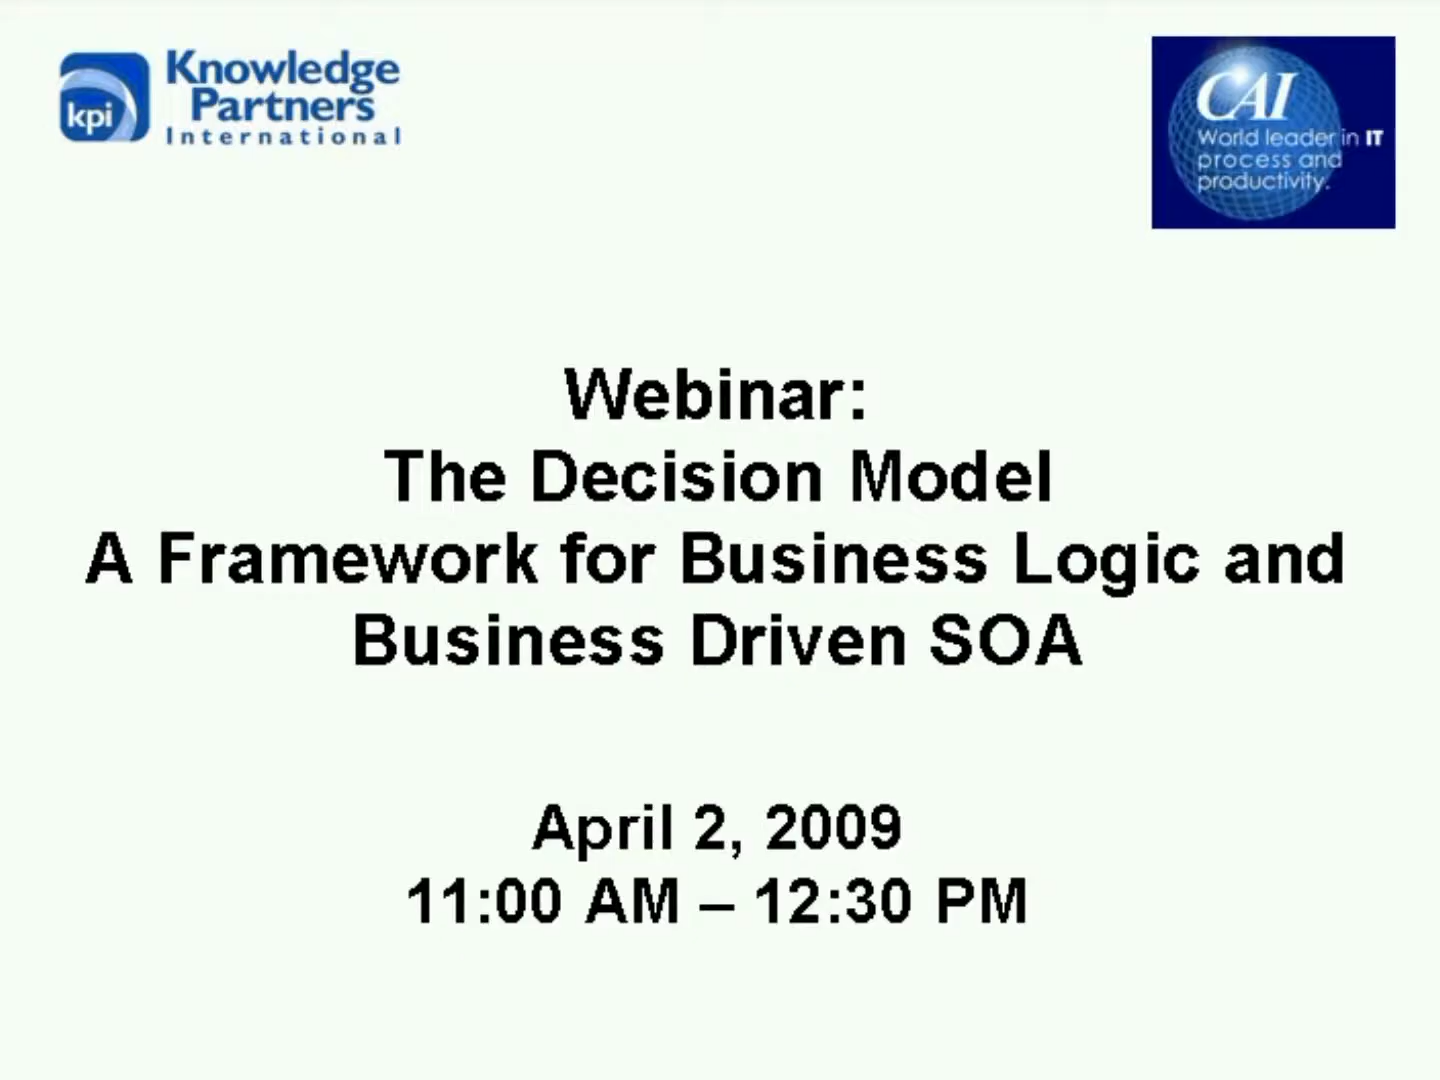 kpi
Knowledge
Partners
International
CAI
World leader in IT
process and
productivity.
Webinar:
The Decision Model
A Framework for Business Logic and
Business Driven SOA
April 2, 2009
11:00 AM – 12:30 PM